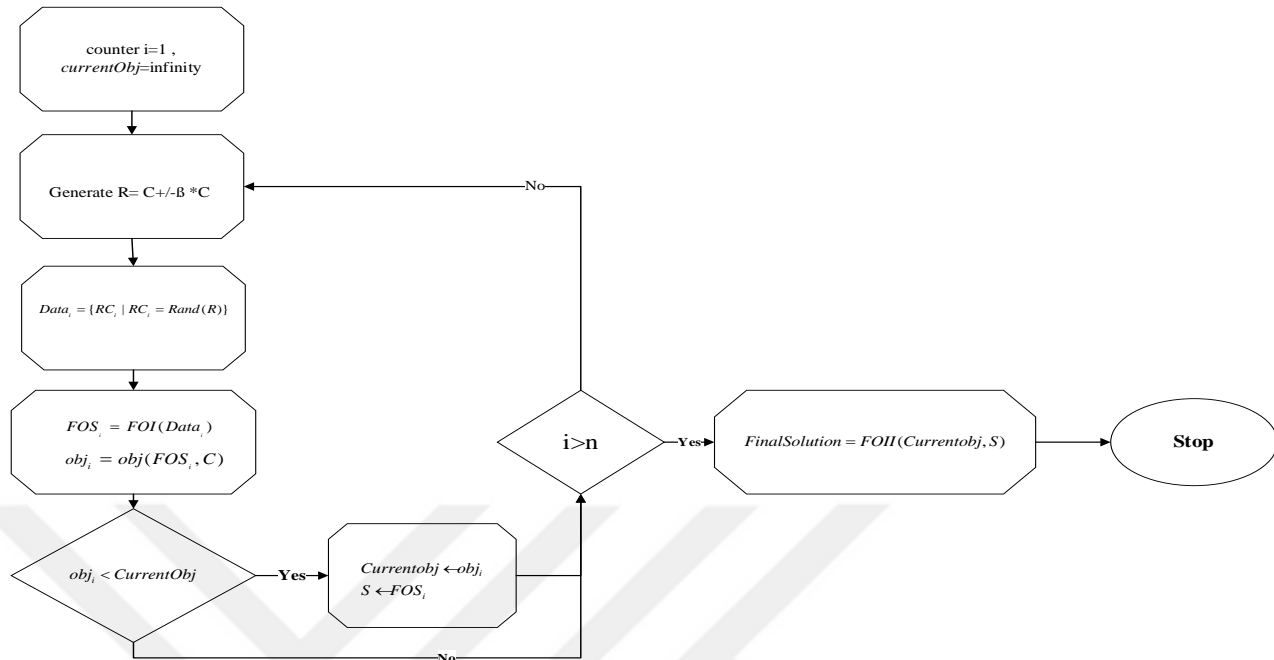 counter i=1 ,
currentObj=infinity
Generate R= C+/-ß *C
No
Data_i = {RC_i | RC_i = Rand(R)}
FOS_i = FOI(Data_i)
obj_i = obj(FOS_i, C)
i>n
Yes
FinalSolution = FOII(Currentobj, S)
Stop
obj_i < CurrentObj
Yes
Currentobj ← obj_i
S ← FOS_i
No